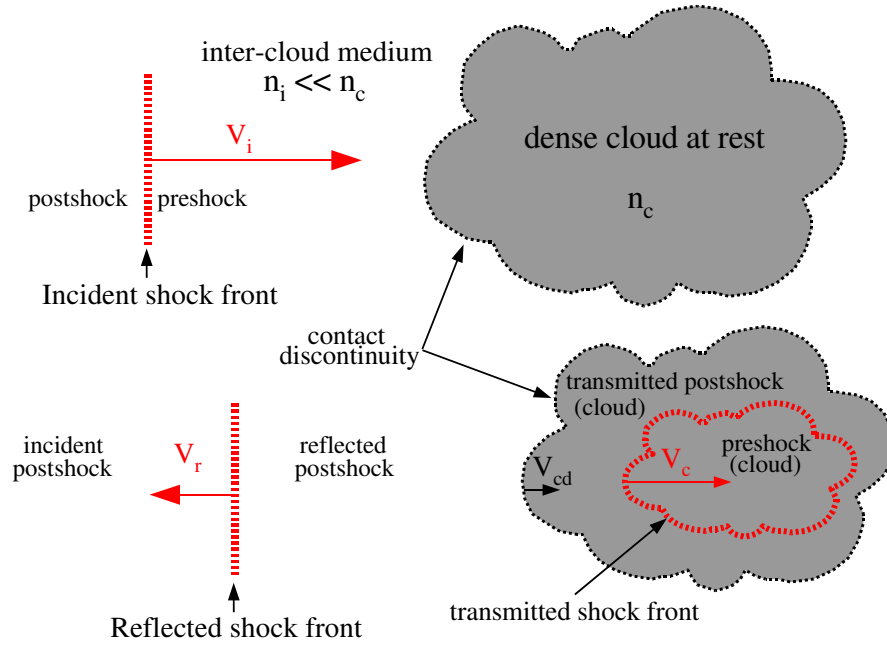 inter-cloud medium
n_i << n_c
V_i
postshock
preshock
Incident shock front
dense cloud at rest
n_c
contact
discontinuity
transmitted postshock
(cloud)
preshock
(cloud)
V_cd
V_c
transmitted shock front
incident
postshock
V_r
reflected
postshock
Reflected shock front